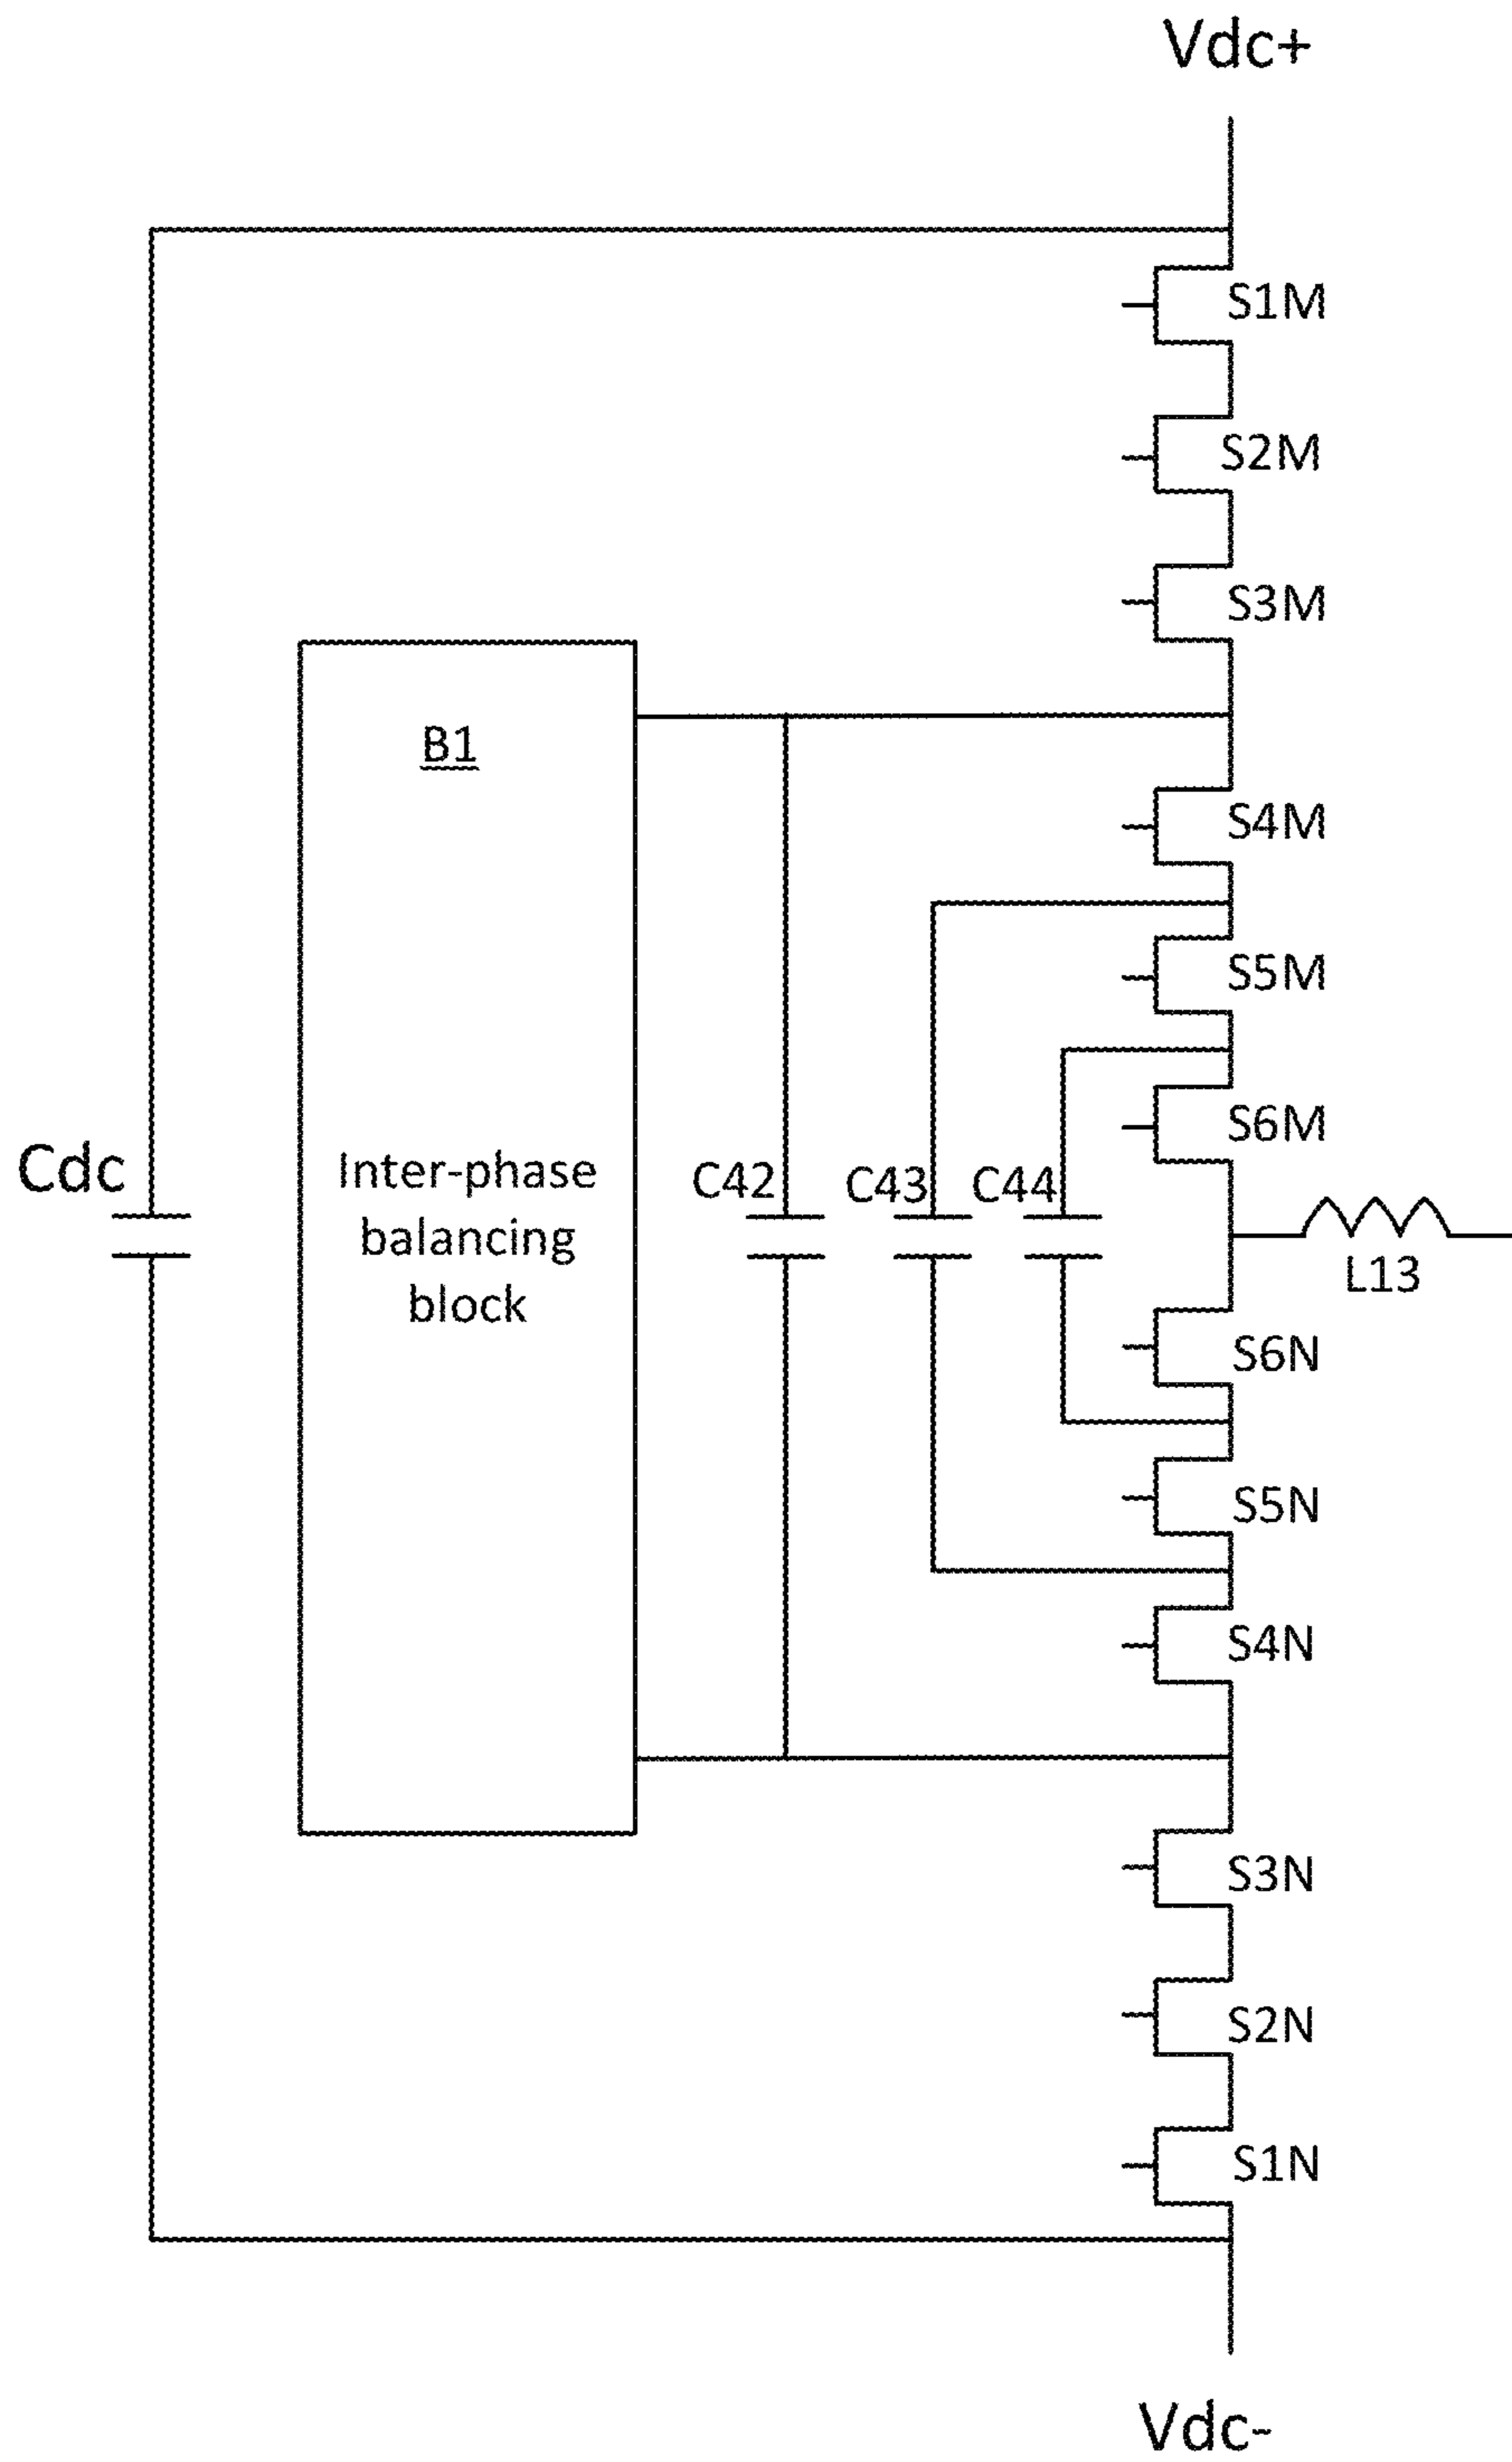 Vdc+
S1M
S2M
S3M
B1
S4M
S5M
S6M
Cdc
Inter-phase
balancing
block
C42
C43
C44
L13
S6N
S5N
S4N
S3N
S2N
S1N
Vdc-